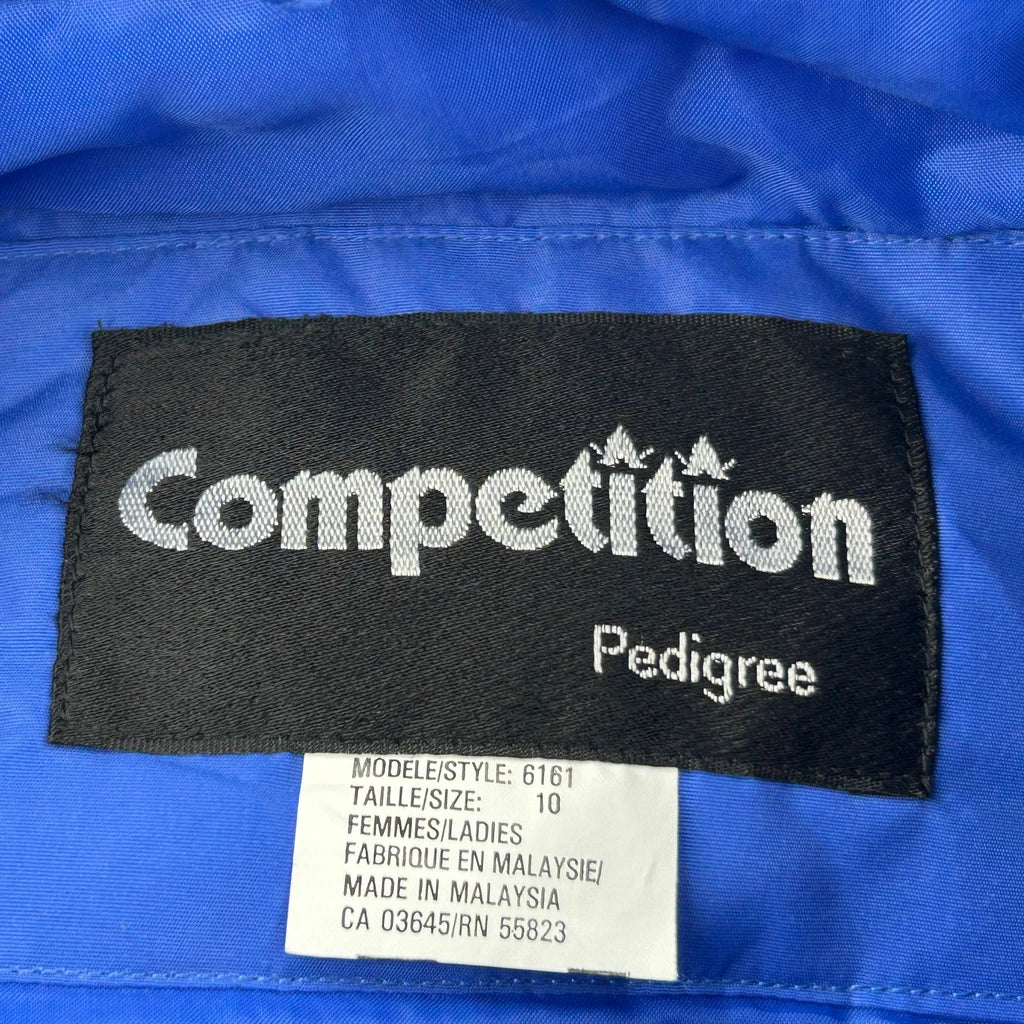 Competition
Pedigree
MODELE/STYLE: 6161
TAILLE/SIZE: 10
FEMMES/LADIES
FABRIQUE EN MALAYSIE/
MADE IN MALAYSIA
CA 03645/RN 55823